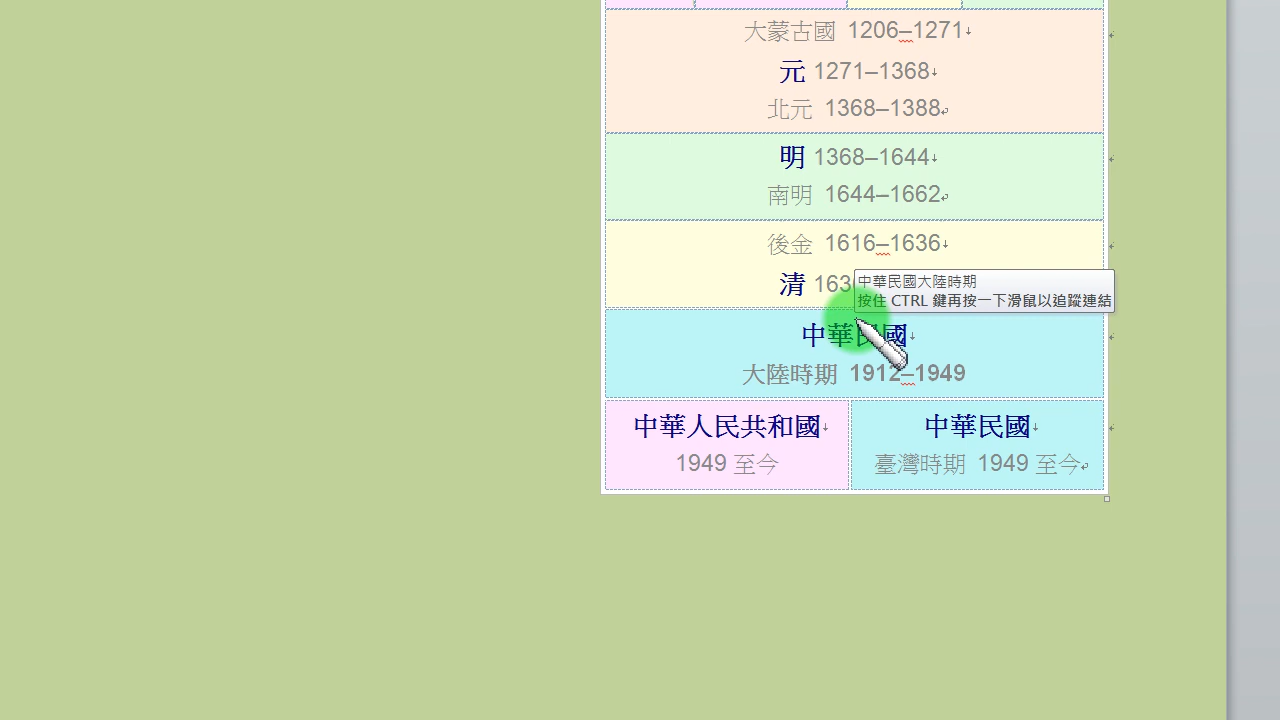 大蒙古國 1206–1271
元 1271–1368
北元 1368–1388
明 1368–1644
南明 1644–1662
後金 1616–1636
清 163
中華民國大陸時期
按住 CTRL 鍵再按一下滑鼠以追蹤連結
中華民國
大陸時期 1912–1949
中華人民共和國
1949 至今
中華民國
臺灣時期 1949 至今